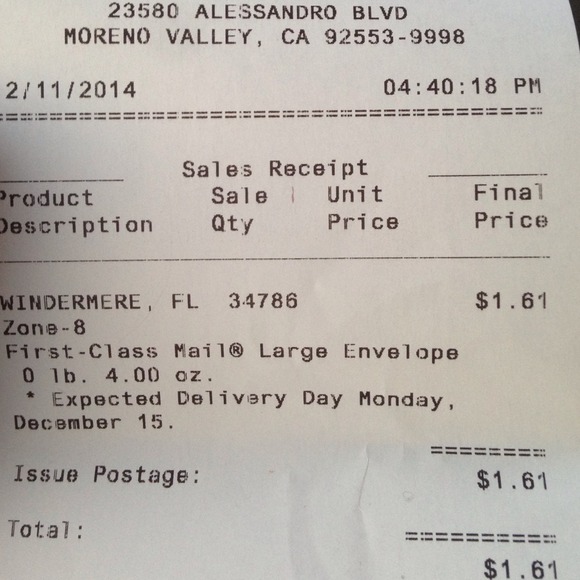 23580 ALESSANDRO BLVD
MORENO VALLEY, CA 92553-9998
2/11/2014 04:40:18 PM
Sales Receipt
Product Sale Unit Final
Description Qty Price Price
WINDERMERE, FL 34786 $1.61
Zone-8
First-Class Mail® Large Envelope
0 lb. 4.00 oz.
* Expected Delivery Day Monday,
December 15.
Issue Postage: $1.61
Total:
$1.61